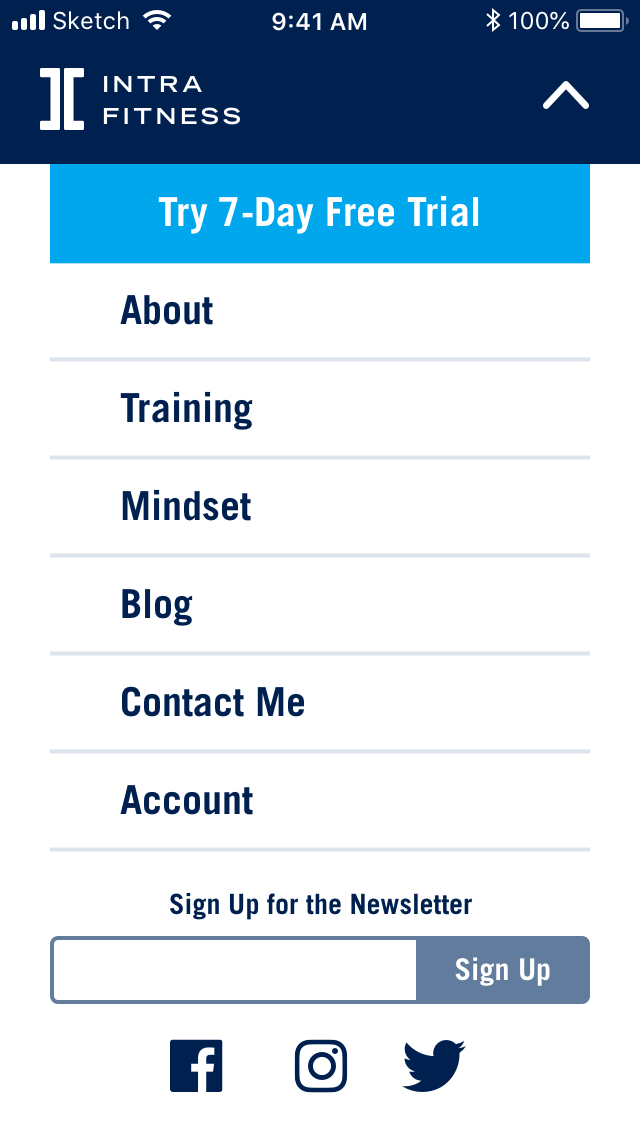 Sketch 9:41 AM 100%
INTRA
FITNESS
Try 7-Day Free Trial
About
Training
Mindset
Blog
Contact Me
Account
Sign Up for the Newsletter
Sign Up